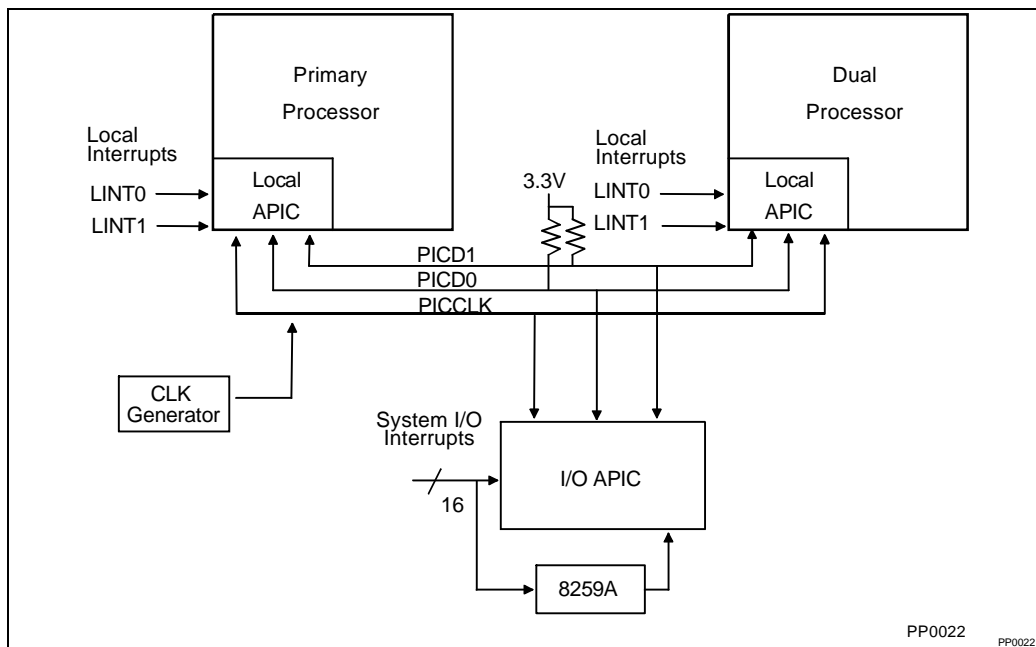 Primary
Processor
Dual
Processor
Local
Interrupts
LINT0
LINT1
Local
APIC
3.3V
Local
Interrupts
LINT0
LINT1
Local
APIC
PICD1
PICD0
PICCLK
CLK
Generator
System I/O
Interrupts
16
I/O APIC
8259A
PP0022
PP0022